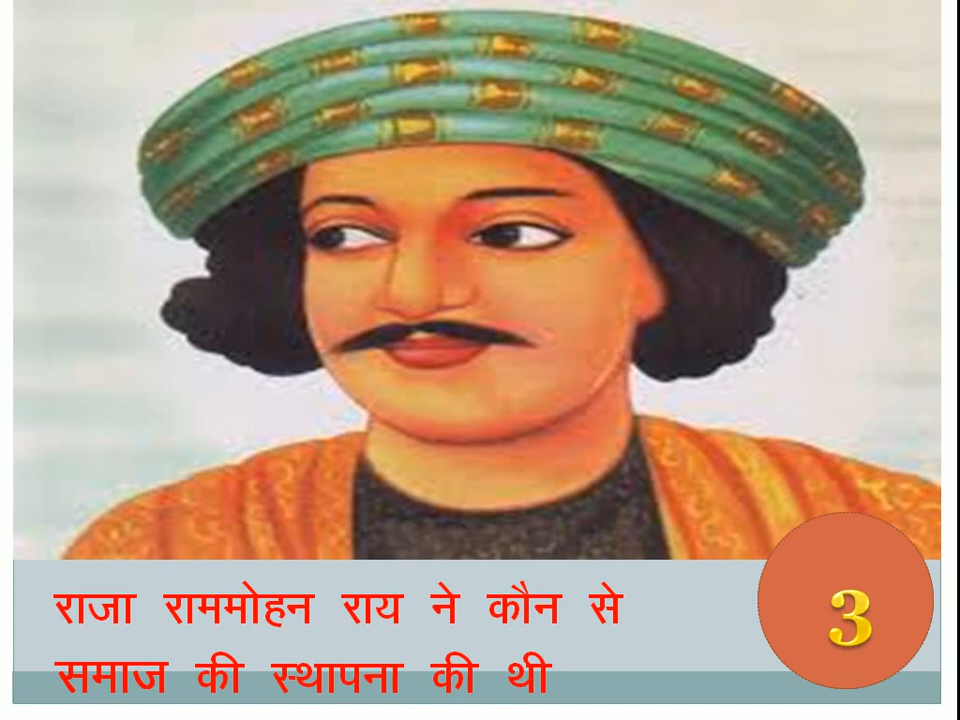 राजा राममोहन राय ने कौन से
समाज की स्थापना की थी
3